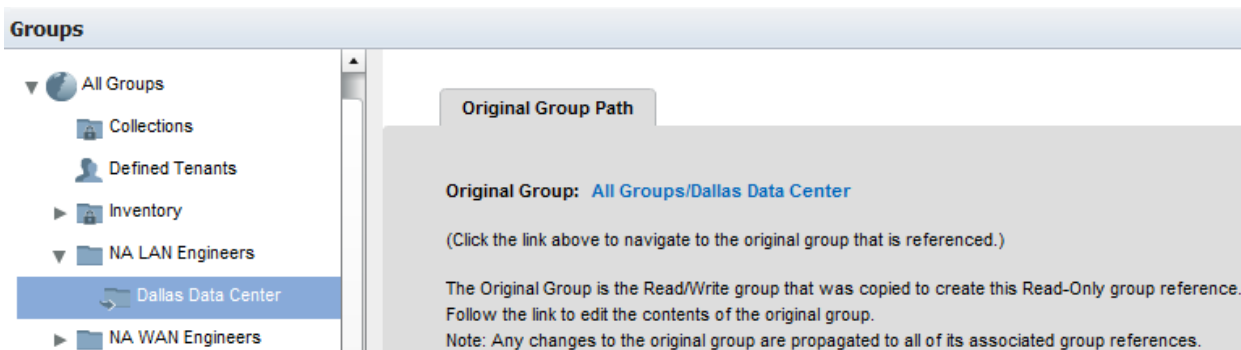 Groups
All Groups
Collections
Defined Tenants
Inventory
NA LAN Engineers
Dallas Data Center
NA WAN Engineers
Original Group Path
Original Group: All Groups/Dallas Data Center
(Click the link above to navigate to the original group that is referenced.)
The Original Group is the Read/Write group that was copied to create this Read-Only group reference.
Follow the link to edit the contents of the original group.
Note: Any changes to the original group are propagated to all of its associated group references.